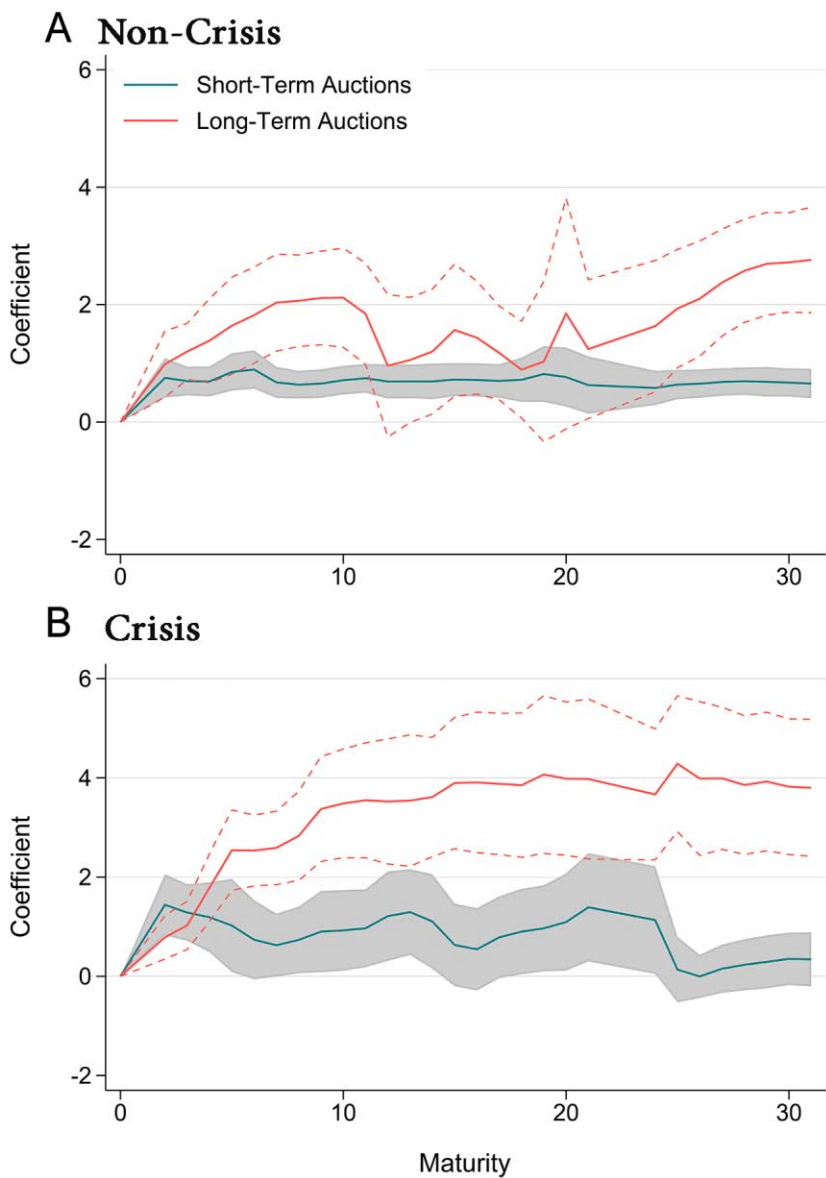 A Non-Crisis
6
Short-Term Auctions
Long-Term Auctions
4
Coefficient
2
0
-2
0 10 20 30
B Crisis
6
4
Coefficient
2
0
-2
0 10 20 30
Maturity